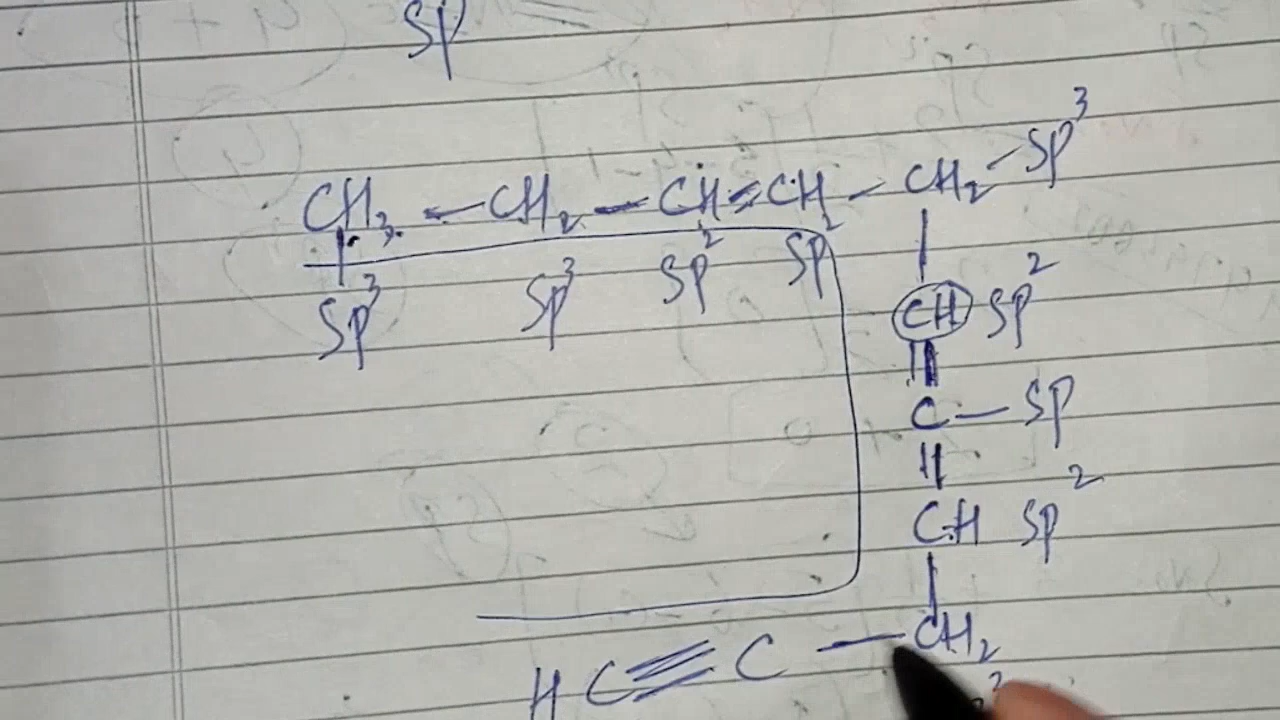 SP
CH₃ — CH₂ — CH = CH — CH₂ — SP³
SP³ SP³ SP² SP²
CH SP²
C — SP
CH SP²
HC ≡ C — CH₂